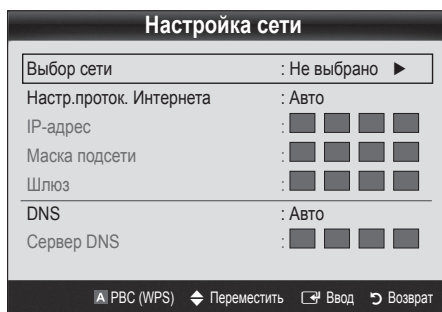 Настройка сети
Выбор сети : Не выбрано ►
Настр.проток. Интернета : Авто
IP-адрес :
Маска подсети :
Шлюз :
DNS : Авто
Сервер DNS :
A PBC (WPS) Переместить Ввод Возврат